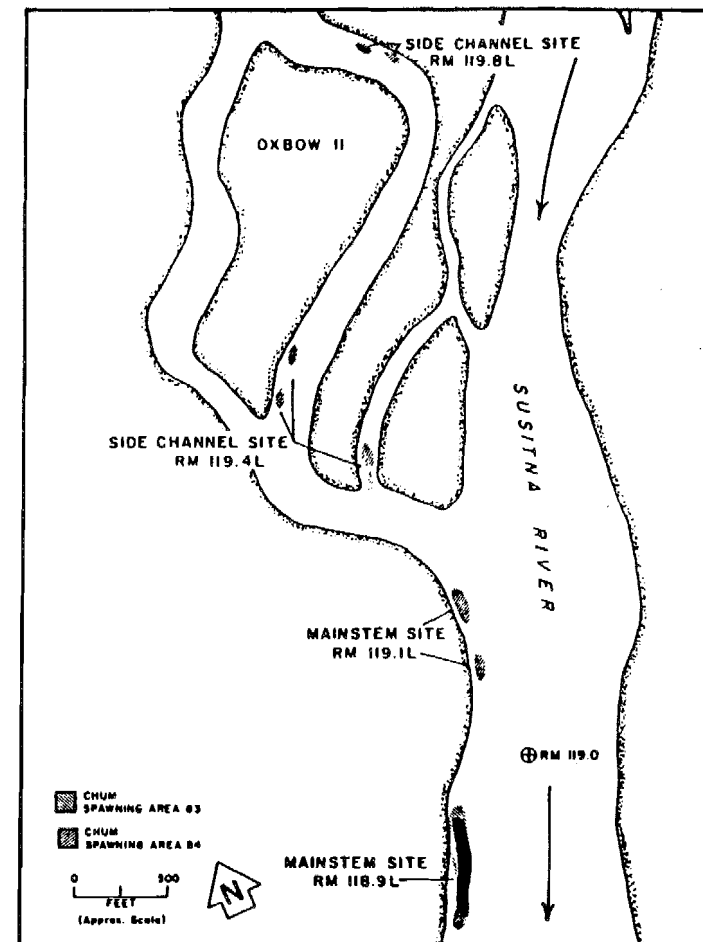 SIDE CHANNEL SITE
RM 119.8L
OXBOW II
SIDE CHANNEL SITE
RM 119.4L
SUSITNA RIVER
MAINSTEM SITE
RM 119.1L
RM 119.0
CHUM
SPAWNING AREA 83
CHUM
SPAWNING AREA 84
MAINSTEM SITE
RM 118.9L
0 500
FEET
(Approx. Scale)
N